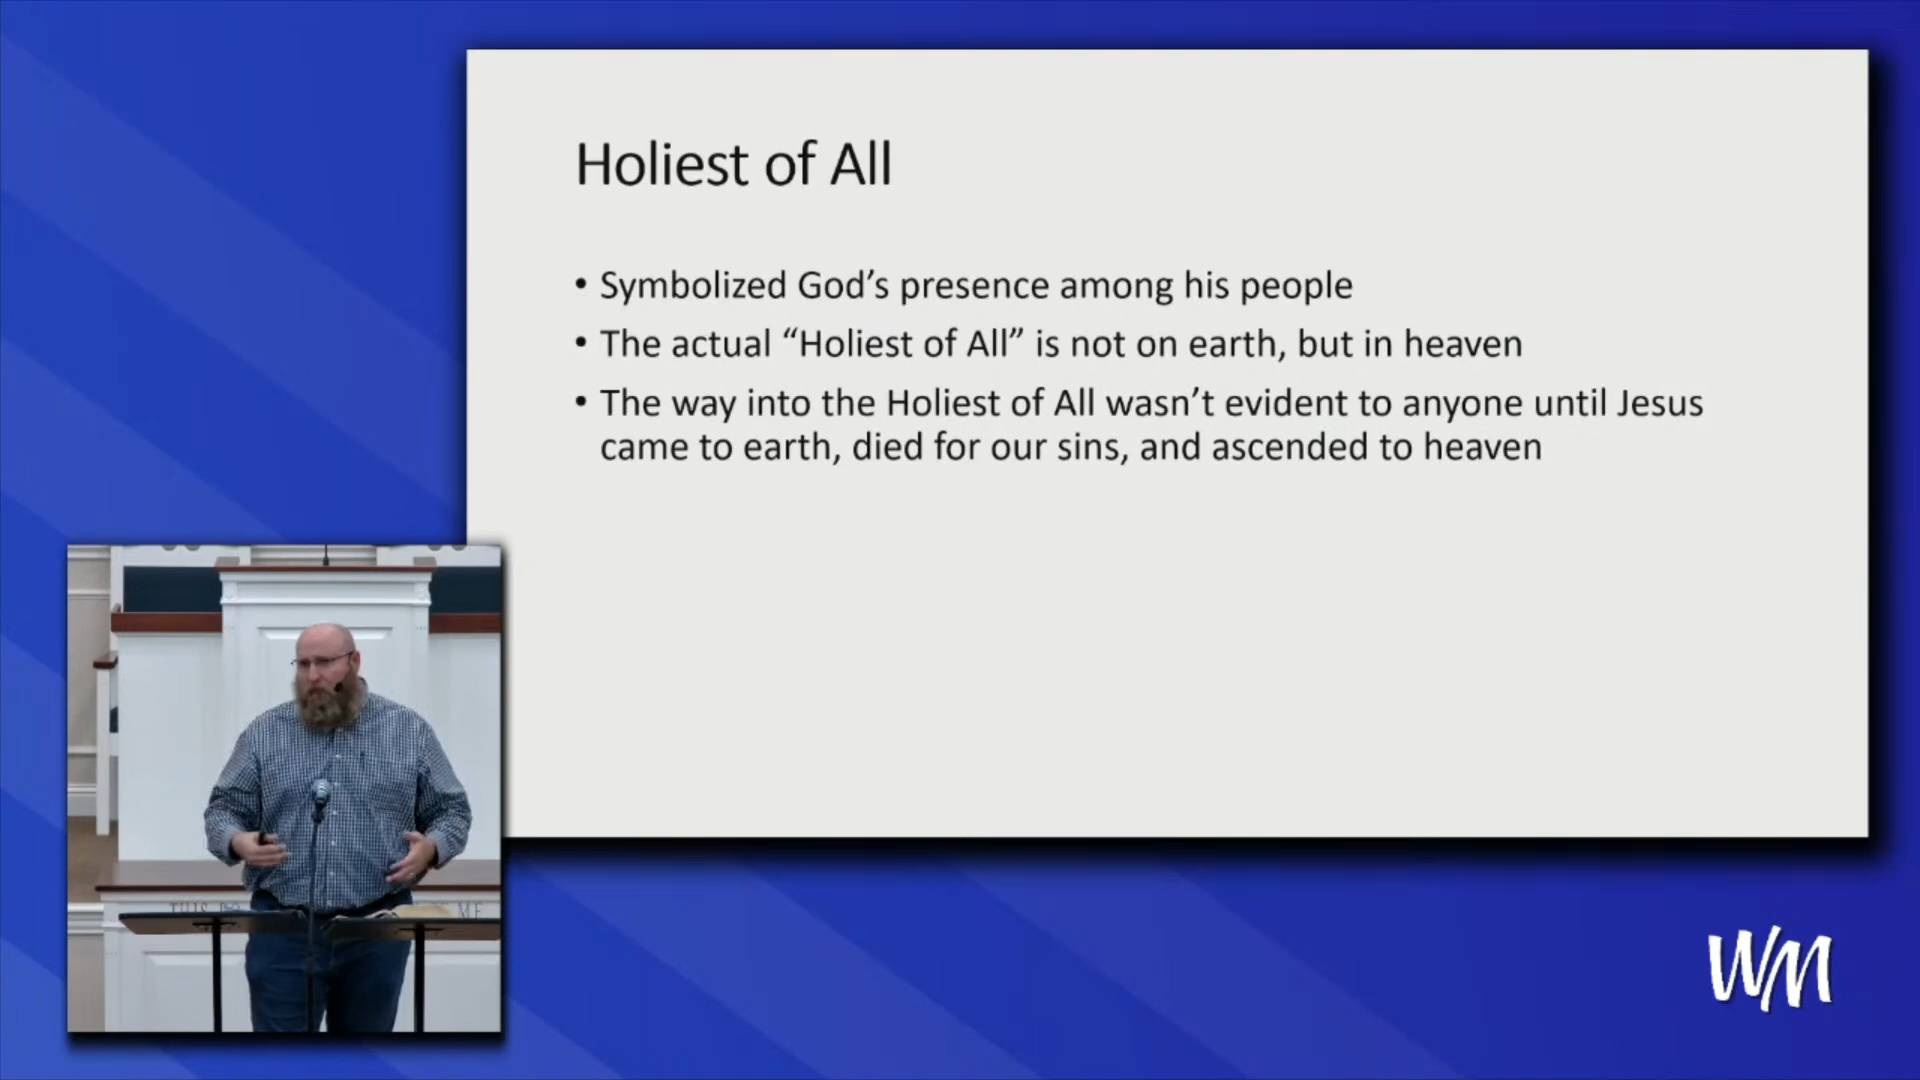 Holiest of All
• Symbolized God’s presence among his people
• The actual “Holiest of All” is not on earth, but in heaven
• The way into the Holiest of All wasn’t evident to anyone until Jesus
came to earth, died for our sins, and ascended to heaven
THIS
ME
WM